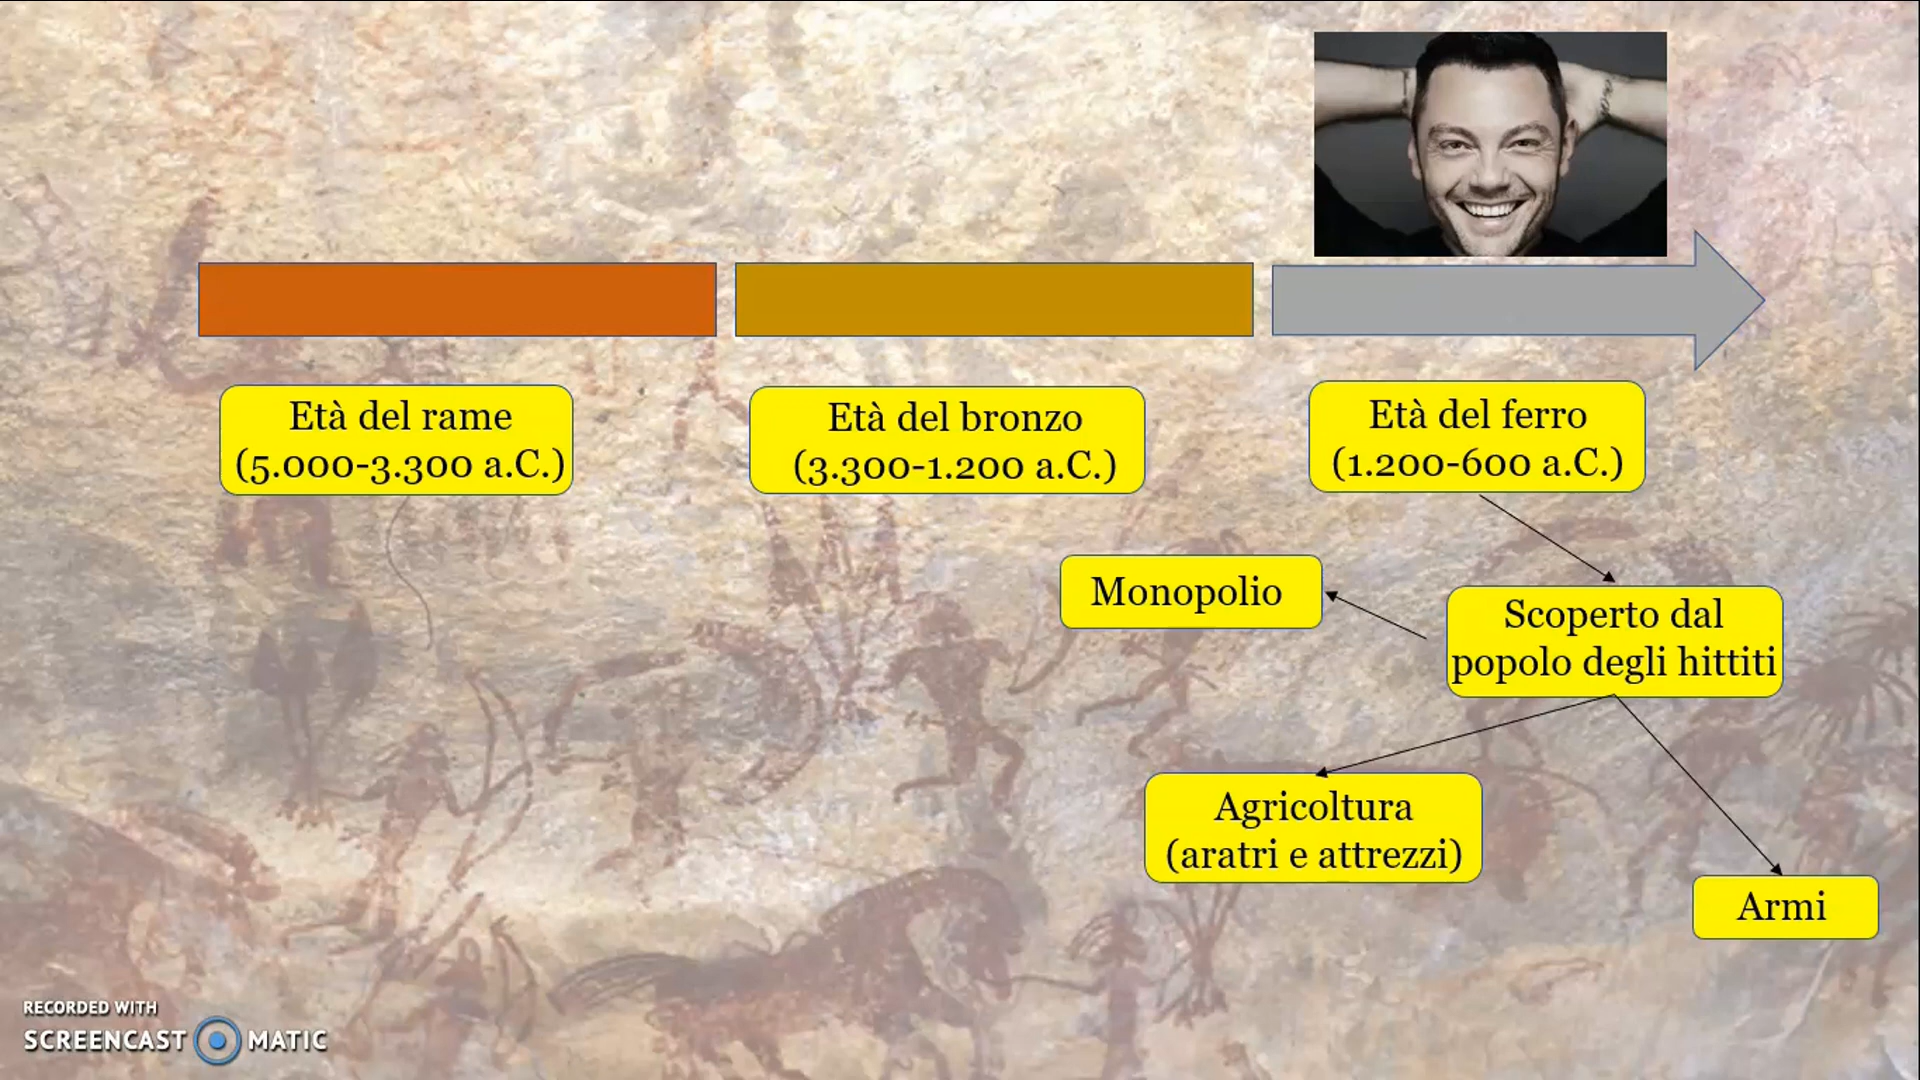 Età del rame
(5.000-3.300 a.C.)
Età del bronzo
(3.300-1.200 a.C.)
Età del ferro
(1.200-600 a.C.)
Monopolio
Scoperto dal
popolo degli hittiti
Agricoltura
(aratri e attrezzi)
Armi
RECORDED WITH
SCREENCAST MATIC